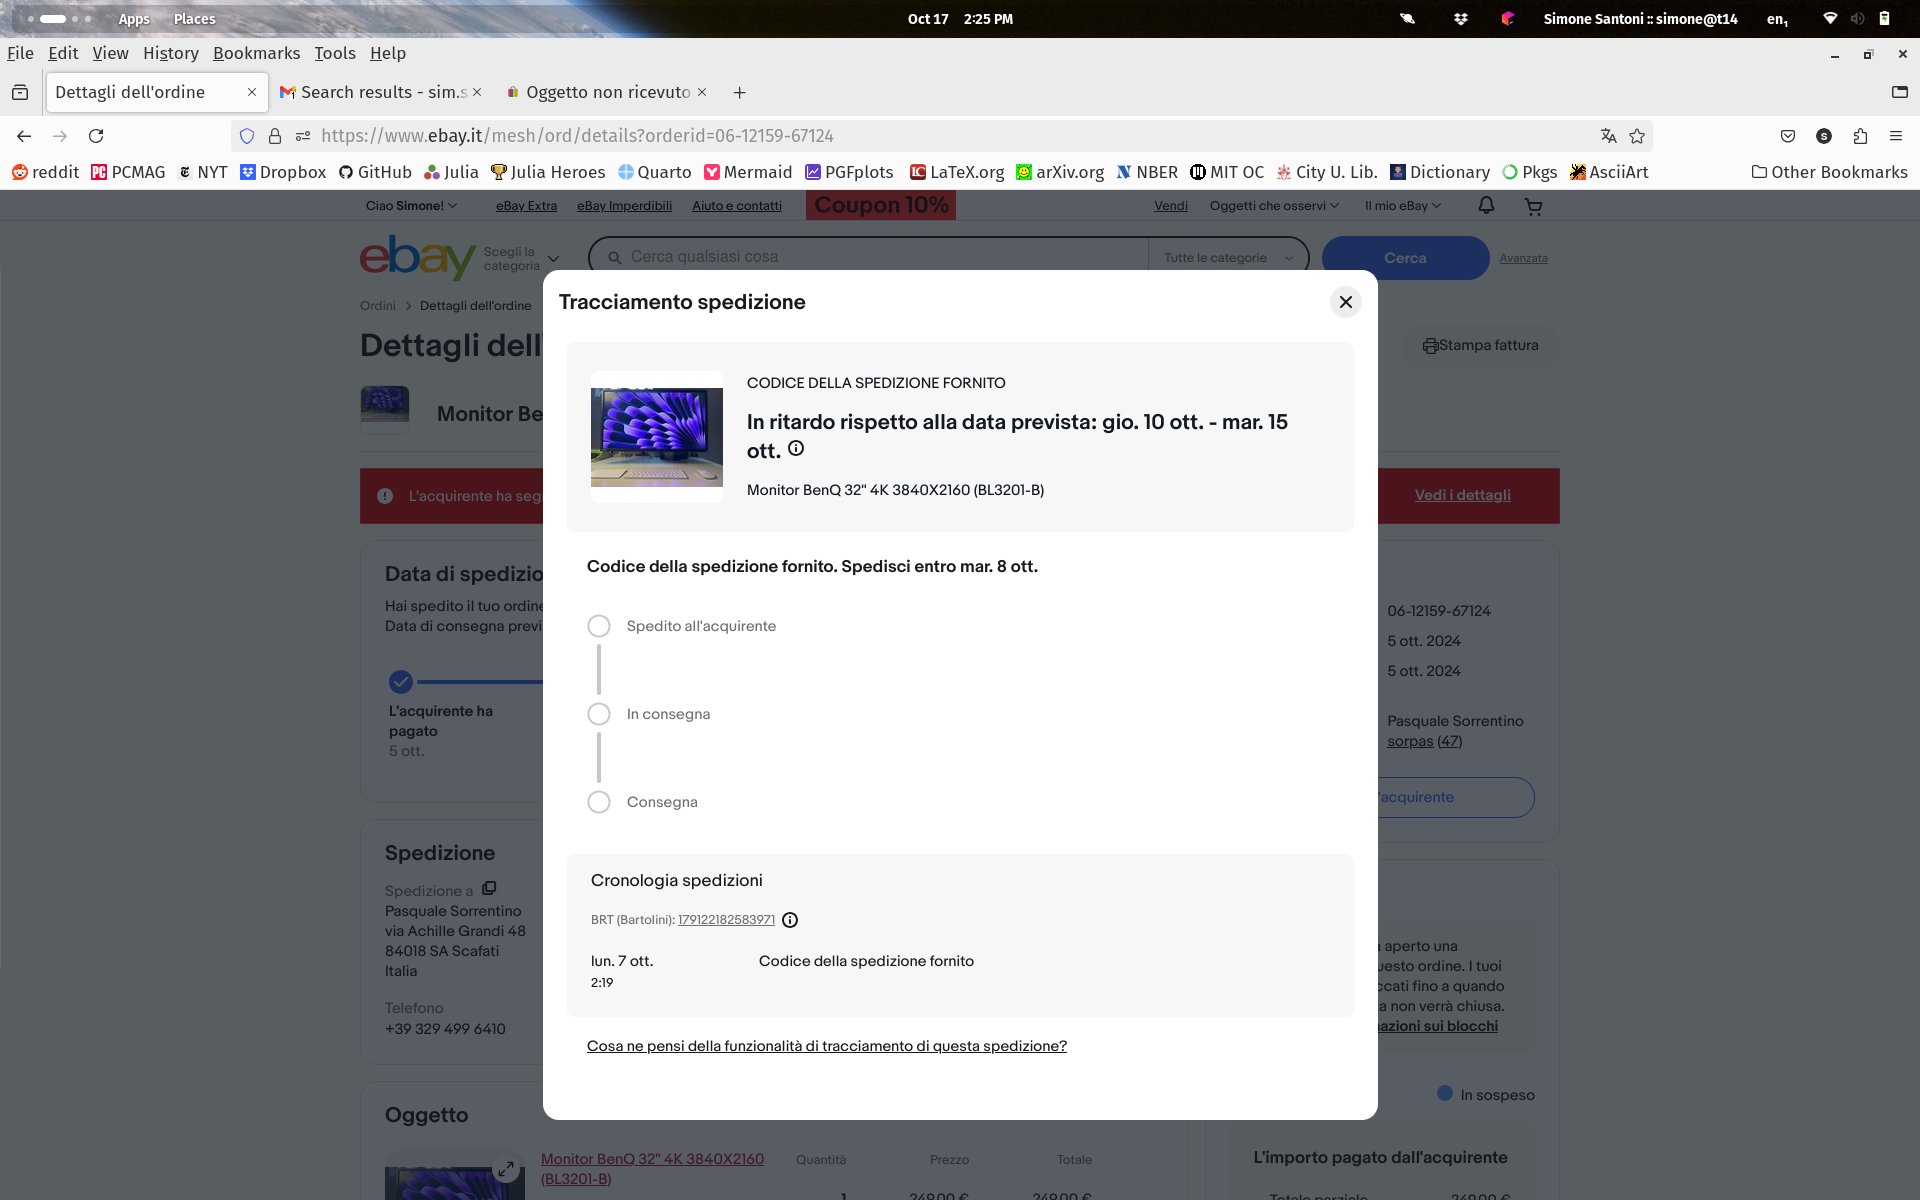 Apps Places Oct 17 2:25 PM Simone Santoni :: simone@t14 en₁
File Edit View History Bookmarks Tools Help
Dettagli dell'ordine Search results - sim.s Oggetto non ricevuto
https://www.ebay.it/mesh/ord/details?orderid=06-12159-67124
reddit PCMAG NYT Dropbox GitHub Julia Julia Heroes Quarto Mermaid PGFplots LaTeX.org arXiv.org NBER MIT OC City U. Lib. Dictionary Pkgs AsciiArt Other Bookmarks
Ciao Simone! eBay Extra eBay Imperdibili Aiuto e contatti Coupon 10% Vendi Oggetti che osservi Il mio eBay
ebay Scegli la categoria Cerca qualsiasi cosa Tutte le categorie Cerca Avanzata
Ordini Dettagli dell'ordine
Dettagli dell'
Stampa fattura
Monitor Be
L'acquirente ha seg
Vedi i dettagli
Data di spedizio
Hai spedito il tuo ordine
Data di consegna previ
L'acquirente ha
pagato
5 ott.
Spedizione
Spedizione a
Pasquale Sorrentino
via Achille Grandi 48
84018 SA Scafati
Italia
Telefono
+39 329 499 6410
Oggetto
Monitor BenQ 32" 4K 3840X2160
(BL3201-B)
Quantità Prezzo Totale
1 249,00 € 249,00 €
Tracciamento spedizione
CODICE DELLA SPEDIZIONE FORNITO
In ritardo rispetto alla data prevista: gio. 10 ott. - mar. 15
ott.
Monitor BenQ 32" 4K 3840X2160 (BL3201-B)
Codice della spedizione fornito. Spedisci entro mar. 8 ott.
Spedito all'acquirente
In consegna
Consegna
Cronologia spedizioni
BRT (Bartolini): 179122182583971
lun. 7 ott. Codice della spedizione fornito
2:19
Cosa ne pensi della funzionalità di tracciamento di questa spedizione?
06-12159-67124
5 ott. 2024
5 ott. 2024
Pasquale Sorrentino
sorpas (47)
'acquirente
a aperto una
uesto ordine. I tuoi
ccati fino a quando
a non verrà chiusa.
nazioni sui blocchi
In sospeso
L'importo pagato dall'acquirente
Totale parziale 249,00 €